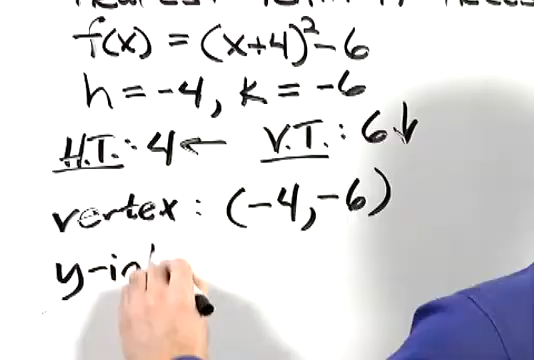 f(x) = (x+4)²-6
h = -4, k = -6
H.T.: 4← V.T.: 6↓
vertex: (-4,-6)